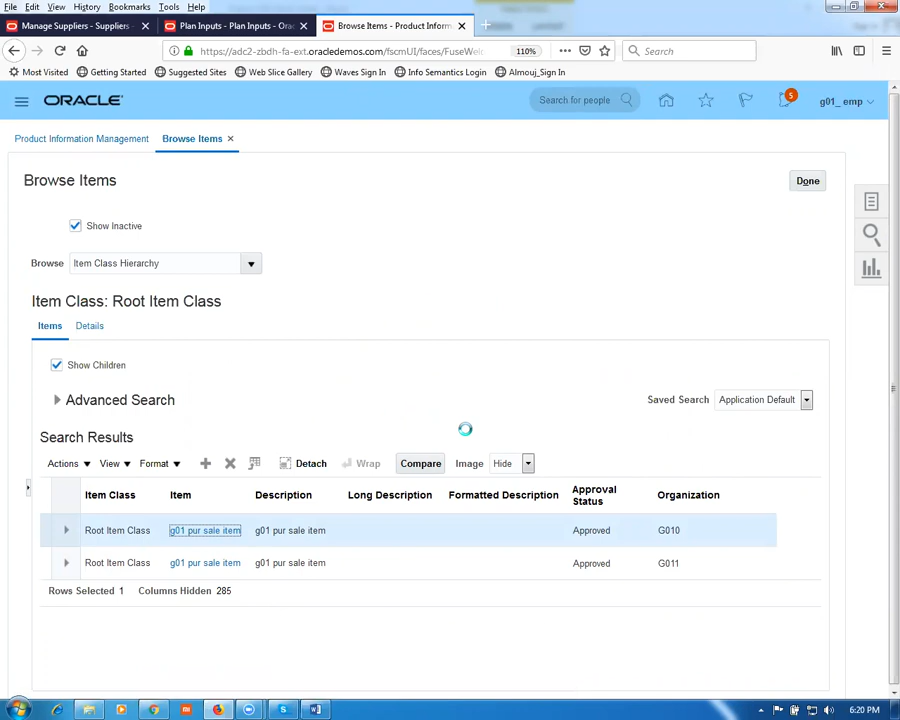 File Edit View History Bookmarks Tools Help
Manage Suppliers - Suppliers - Plan Inputs - Plan Inputs - Ora Browse Items - Product Inform
https://adc2-zbdh-fa-ext.oracledemos.com/fscmUI/faces/FuseWel 110% Search
Most Visited Getting Started Suggested Sites Web Slice Gallery Waves Sign In Info Semantics Login Almouj_Sign In
ORACLE Search for people 5 g01_emp
Product Information Management Browse Items
Browse Items Done
Show Inactive
Browse Item Class Hierarchy
Item Class: Root Item Class
Items Details
Show Children
Advanced Search Saved Search Application Default
Search Results
Actions View Format Detach Wrap Compare Image Hide
Item Class Item Description Long Description Formatted Description Approval Status Organization
Root Item Class g01 pur sale item g01 pur sale item Approved G010
Root Item Class g01 pur sale item g01 pur sale item Approved G011
Rows Selected 1 Columns Hidden 285
6:20 PM